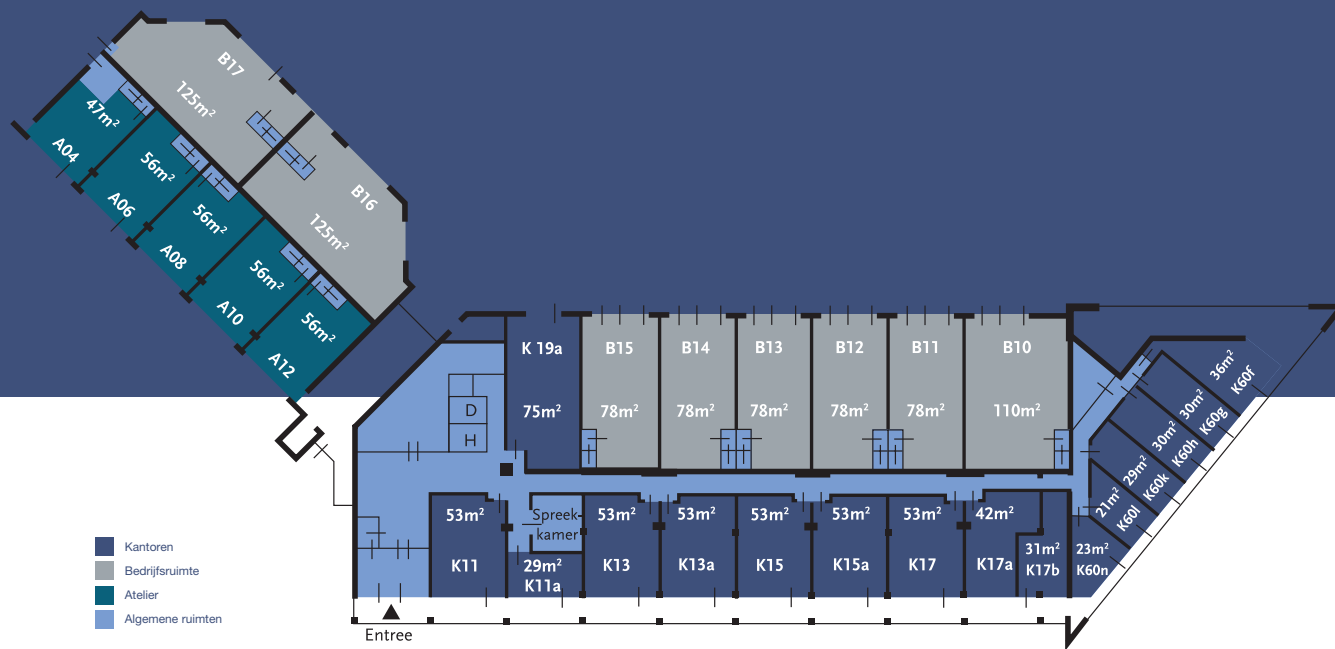 B17
125m²
B16
125m²
47m²
A04
56m²
A06
56m²
A08
56m²
A10
56m²
A12
K 19a
75m²
B15
78m²
B14
78m²
B13
78m²
B12
78m²
B11
78m²
B10
110m²
D
H
36m²
K60f
30m²
K60g
30m²
K60h
29m²
K60k
21m²
K60l
23m²
K60n
53m²
K11
Spreek-
kamer
29m²
K11a
53m²
K13
53m²
K13a
53m²
K15
53m²
K15a
53m²
K17
42m²
K17a
31m²
K17b
Kantoren
Bedrijfsruimte
Atelier
Algemene ruimten
Entree